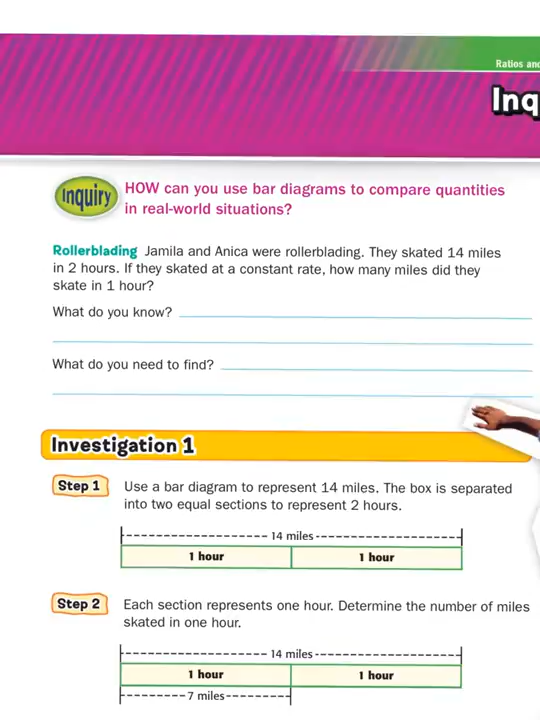 Ratios and
Inq
Inquiry
HOW can you use bar diagrams to compare quantities
in real-world situations?
Rollerblading Jamila and Anica were rollerblading. They skated 14 miles
in 2 hours. If they skated at a constant rate, how many miles did they
skate in 1 hour?
What do you know?
What do you need to find?
Investigation 1
Step 1 Use a bar diagram to represent 14 miles. The box is separated
into two equal sections to represent 2 hours.
14 miles
1 hour 1 hour
Step 2 Each section represents one hour. Determine the number of miles
skated in one hour.
14 miles
1 hour 1 hour
7 miles